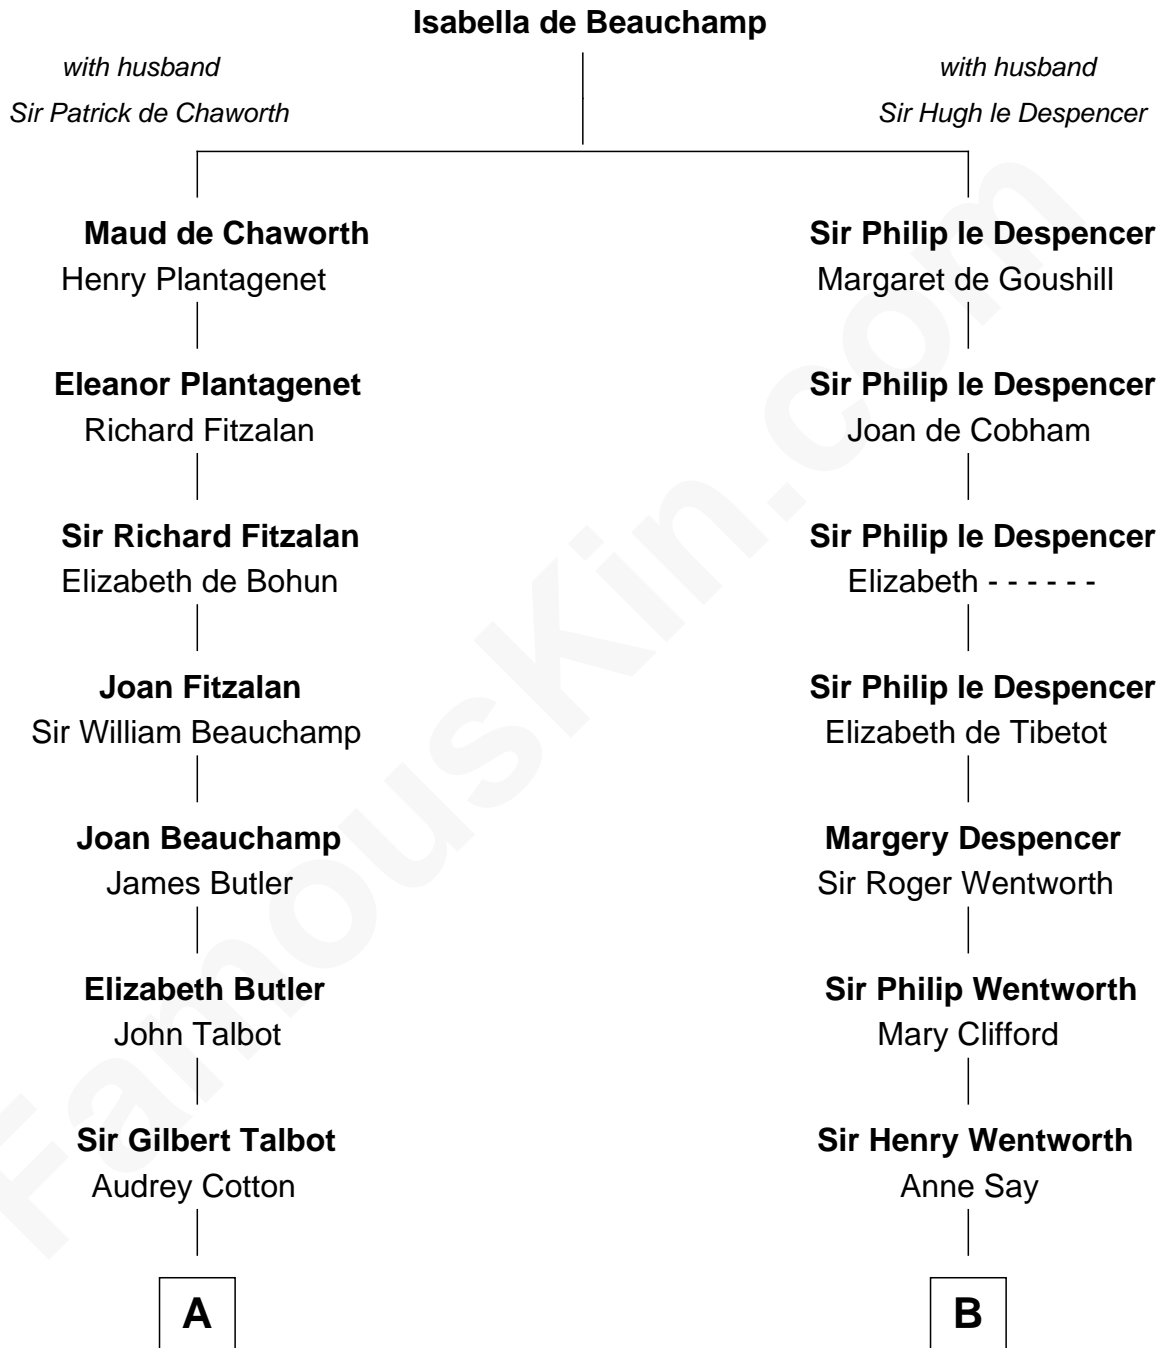 Isabella de Beauchamp
with husband
Sir Patrick de Chaworth
with husband
Sir Hugh le Despencer
Maud de Chaworth
Henry Plantagenet
Sir Philip le Despencer
Margaret de Goushill
Eleanor Plantagenet
Richard Fitzalan
Sir Philip le Despencer
Joan de Cobham
Sir Richard Fitzalan
Elizabeth de Bohun
Sir Philip le Despencer
Elizabeth - - - - - -
Joan Fitzalan
Sir William Beauchamp
Sir Philip le Despencer
Elizabeth de Tibetot
Joan Beauchamp
James Butler
Margery Despencer
Sir Roger Wentworth
Elizabeth Butler
John Talbot
Sir Philip Wentworth
Mary Clifford
Sir Gilbert Talbot
Audrey Cotton
Sir Henry Wentworth
Anne Say
A
B
FamousKin.com